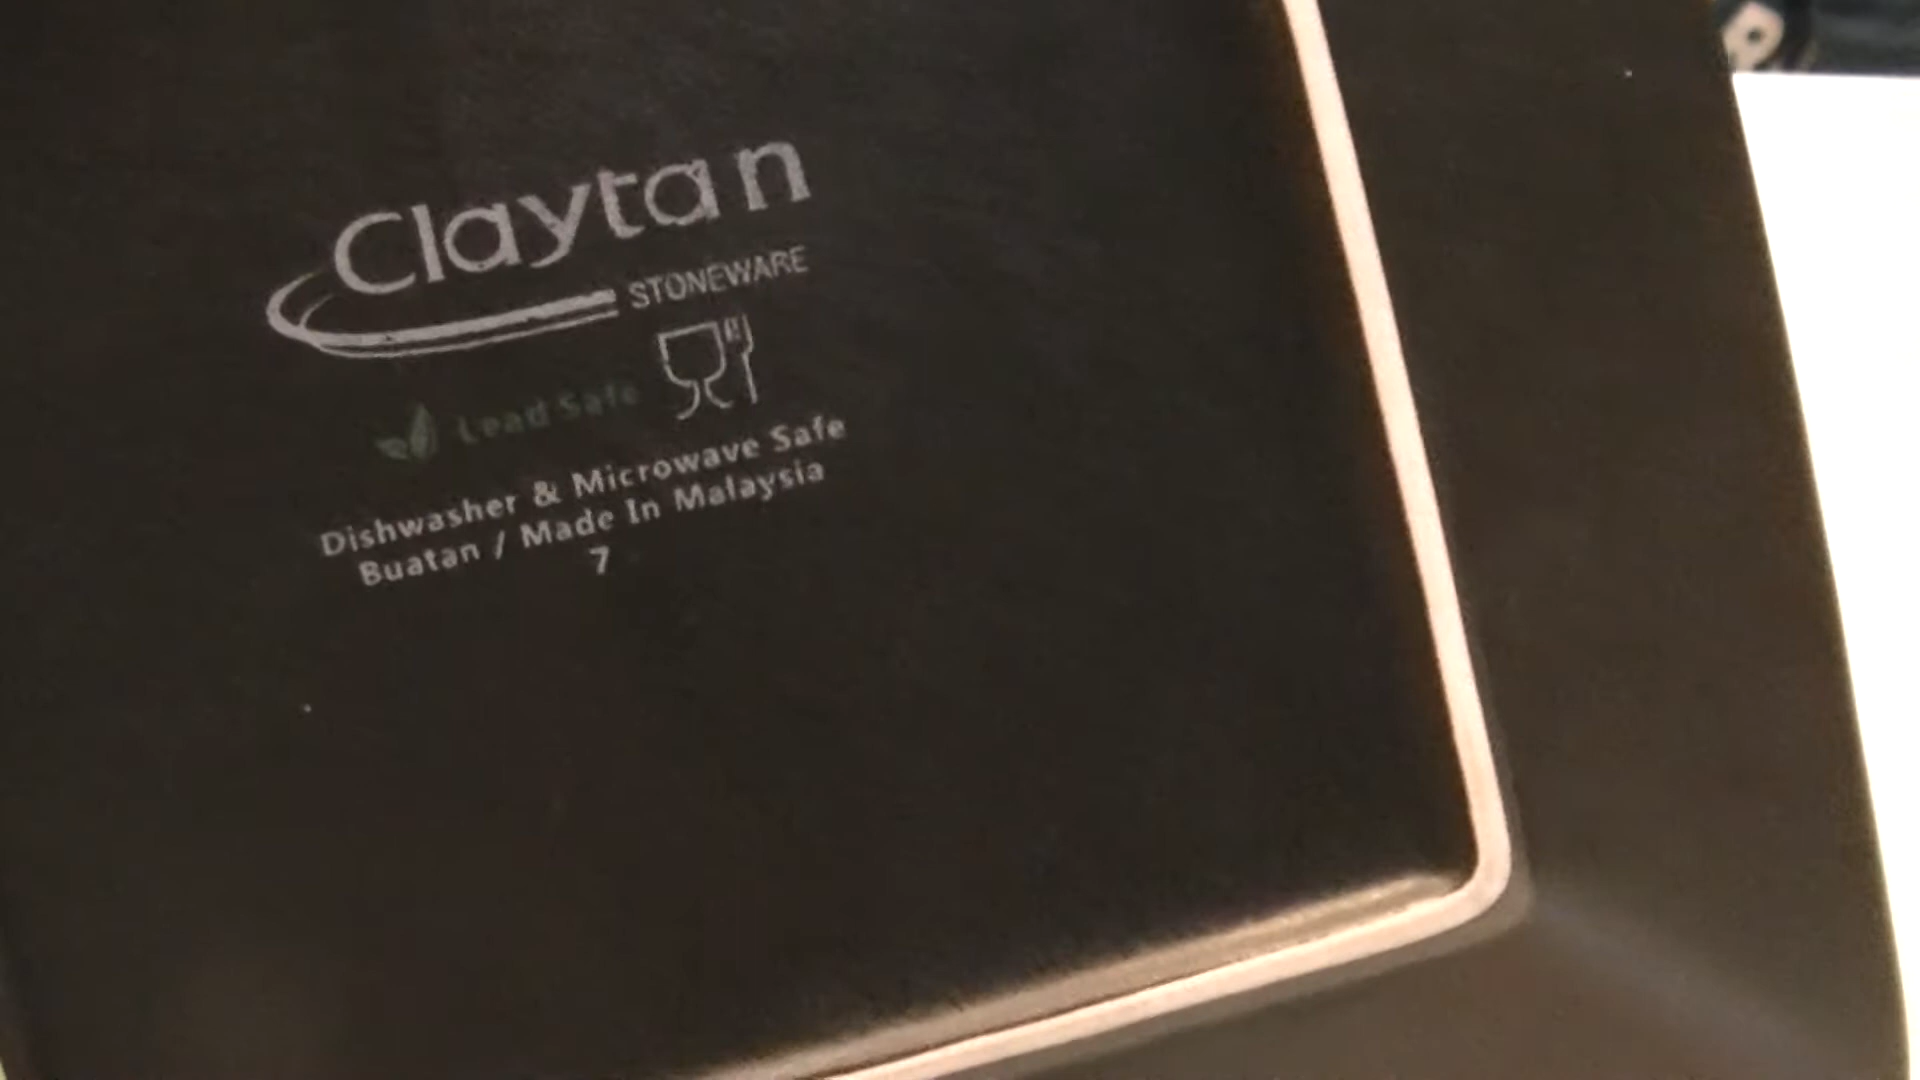 Claytan
STONEWARE
Lead Safe
Dishwasher & Microwave Safe
Buatan / Made In Malaysia
7